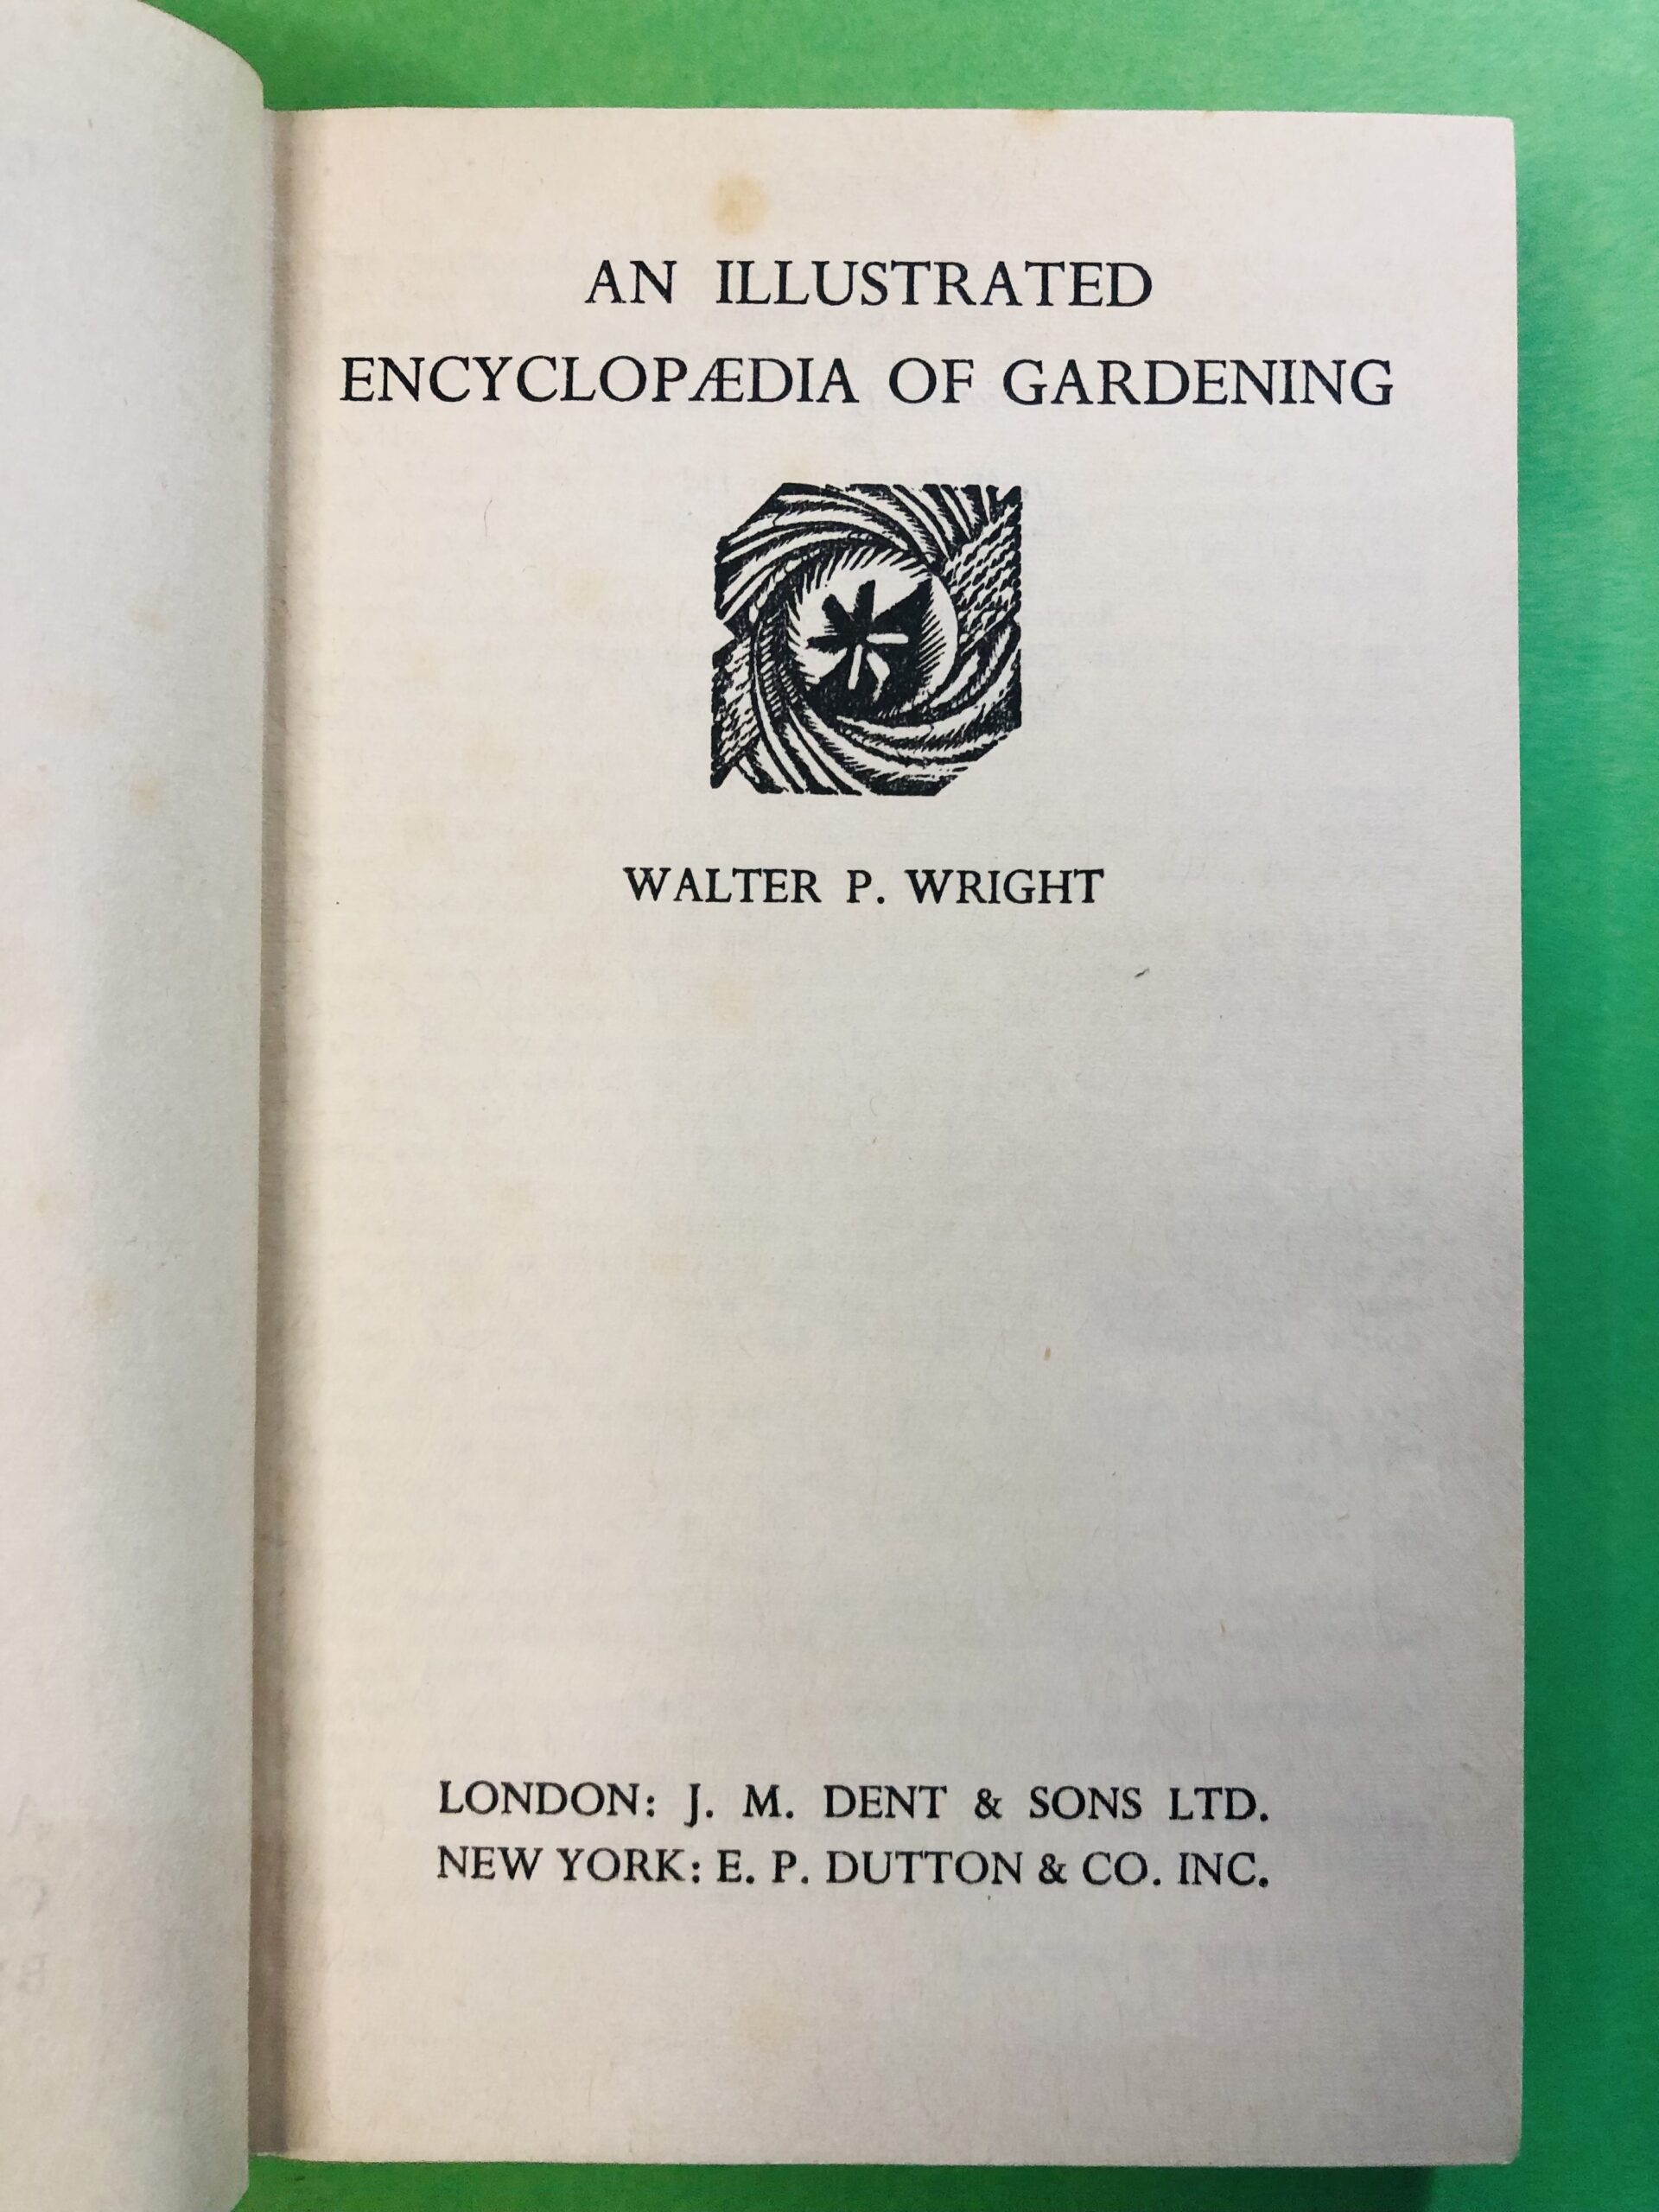 AN ILLUSTRATED
ENCYCLOPÆDIA OF GARDENING
WALTER P. WRIGHT
LONDON: J. M. DENT & SONS LTD.
NEW YORK: E. P. DUTTON & CO. INC.